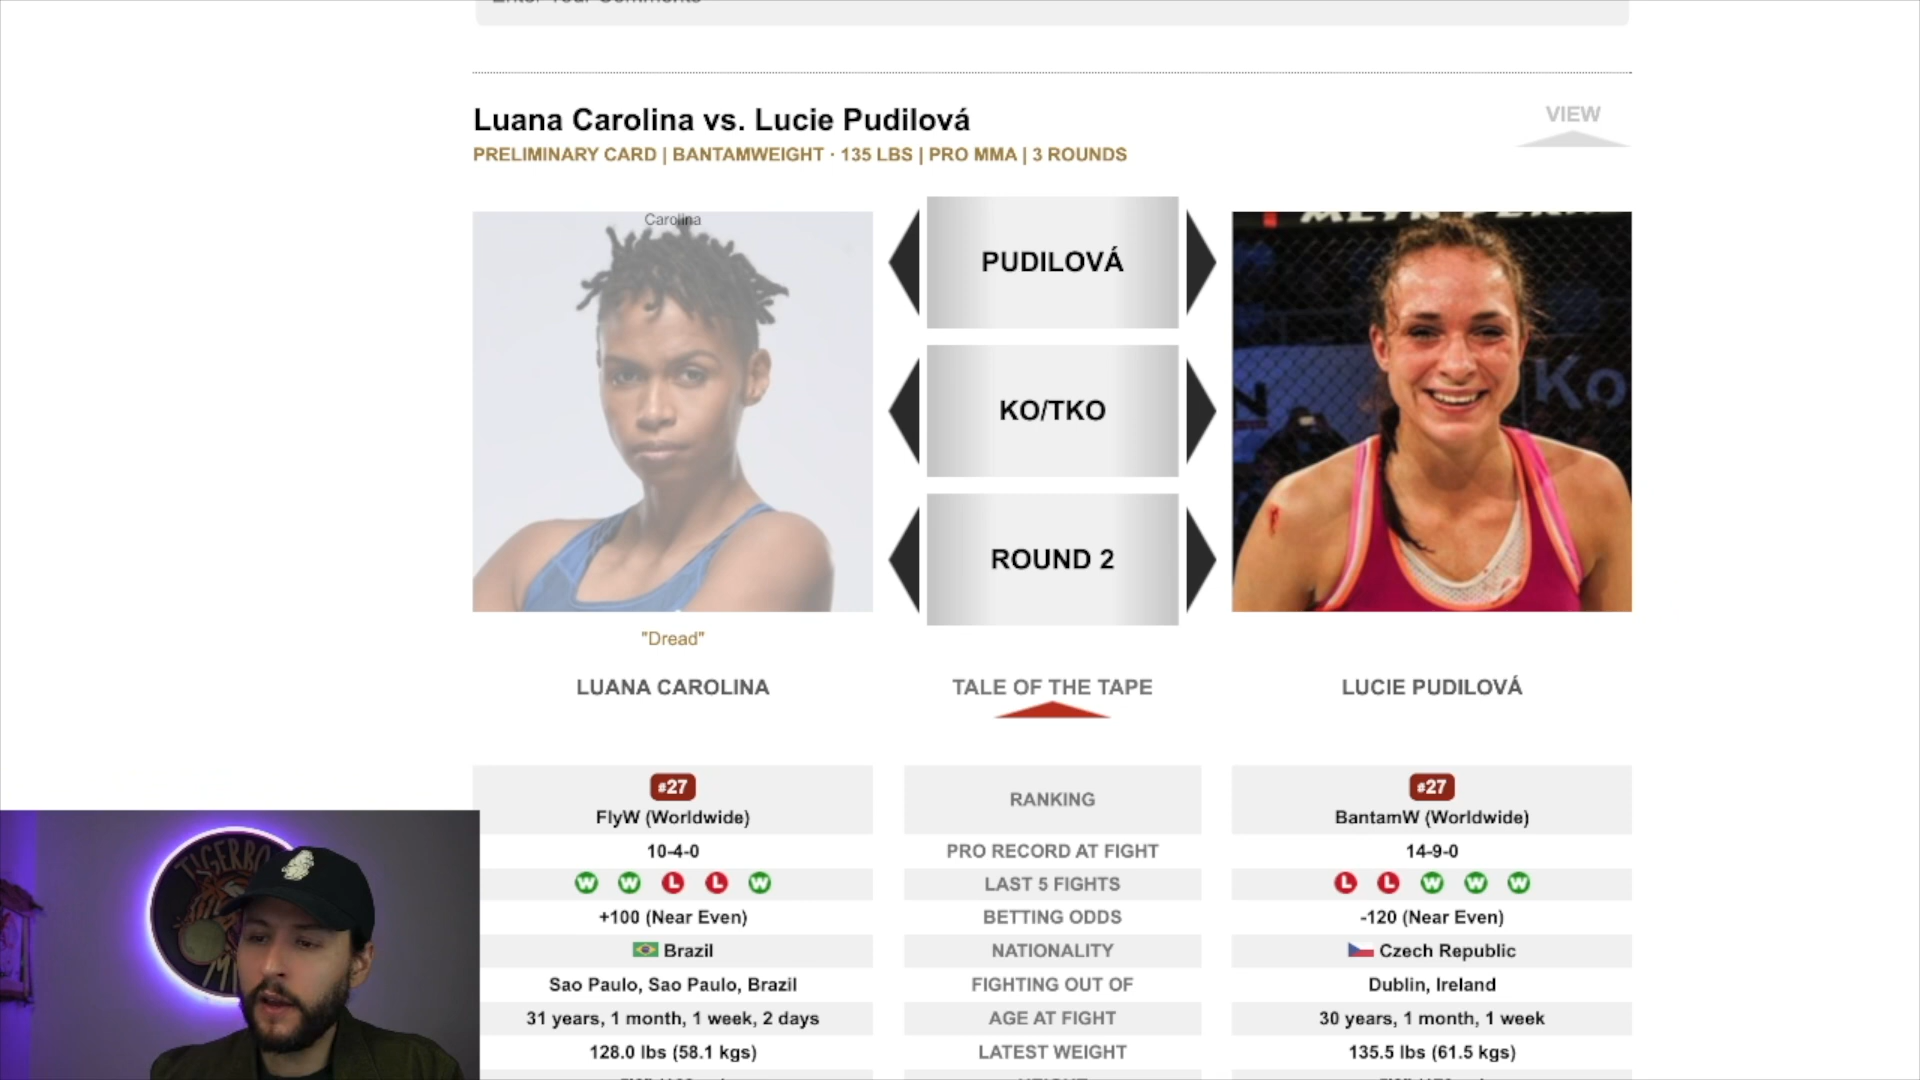 Enter Your Comments
Luana Carolina vs. Lucie Pudilová
VIEW
PRELIMINARY CARD | BANTAMWEIGHT · 135 LBS | PRO MMA | 3 ROUNDS
Carolina
PUDILOVÁ
KO/TKO
ROUND 2
"Dread"
LUANA CAROLINA
TALE OF THE TAPE
LUCIE PUDILOVÁ
#27
FlyW (Worldwide)
RANKING
#27
BantamW (Worldwide)
10-4-0
PRO RECORD AT FIGHT
14-9-0
W W L L W
LAST 5 FIGHTS
L L W W W
+100 (Near Even)
BETTING ODDS
-120 (Near Even)
Brazil
NATIONALITY
Czech Republic
Sao Paulo, Sao Paulo, Brazil
FIGHTING OUT OF
Dublin, Ireland
31 years, 1 month, 1 week, 2 days
AGE AT FIGHT
30 years, 1 month, 1 week
128.0 lbs (58.1 kgs)
LATEST WEIGHT
135.5 lbs (61.5 kgs)